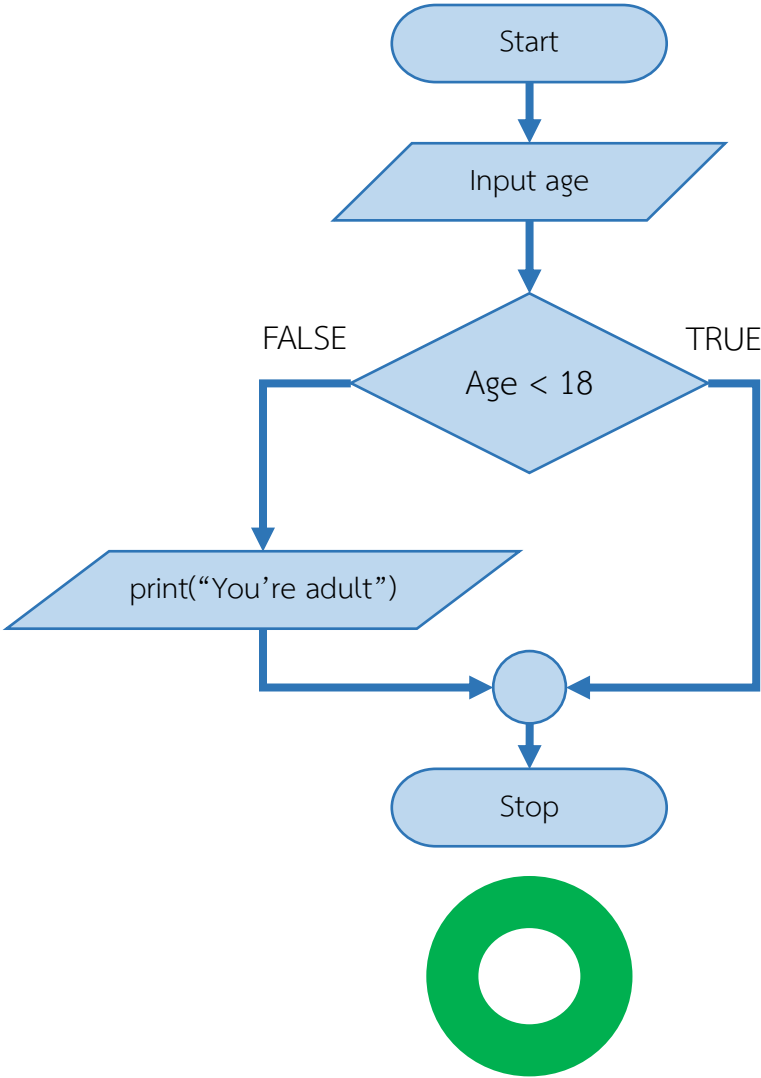 Start
Input age
FALSE
TRUE
Age < 18
print(“You’re adult”)
Stop